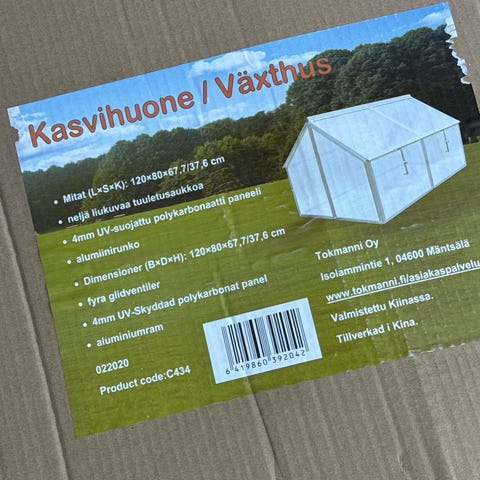 Kasvihuone / Växthus
• Mitat (L×S×K): 120×80×67,7/37,6 cm
• neljä liukuvaa tuuletusaukkoa
• 4mm UV-suojattu polykarbonaatti paneeli
• alumiinirunko
• Dimensioner (B×D×H): 120×80×67,7/37,6 cm
• fyra glidventiler
• 4mm UV-Skyddad polykarbonat panel
• aluminiumram
022020
Product code:C434
6 419860 392042
Tokmanni Oy
Isolammintie 1, 04600 Mäntsälä
www.tokmanni.fi/asiakaspalvelu
Valmistettu Kiinassa.
Tillverkad i Kina.